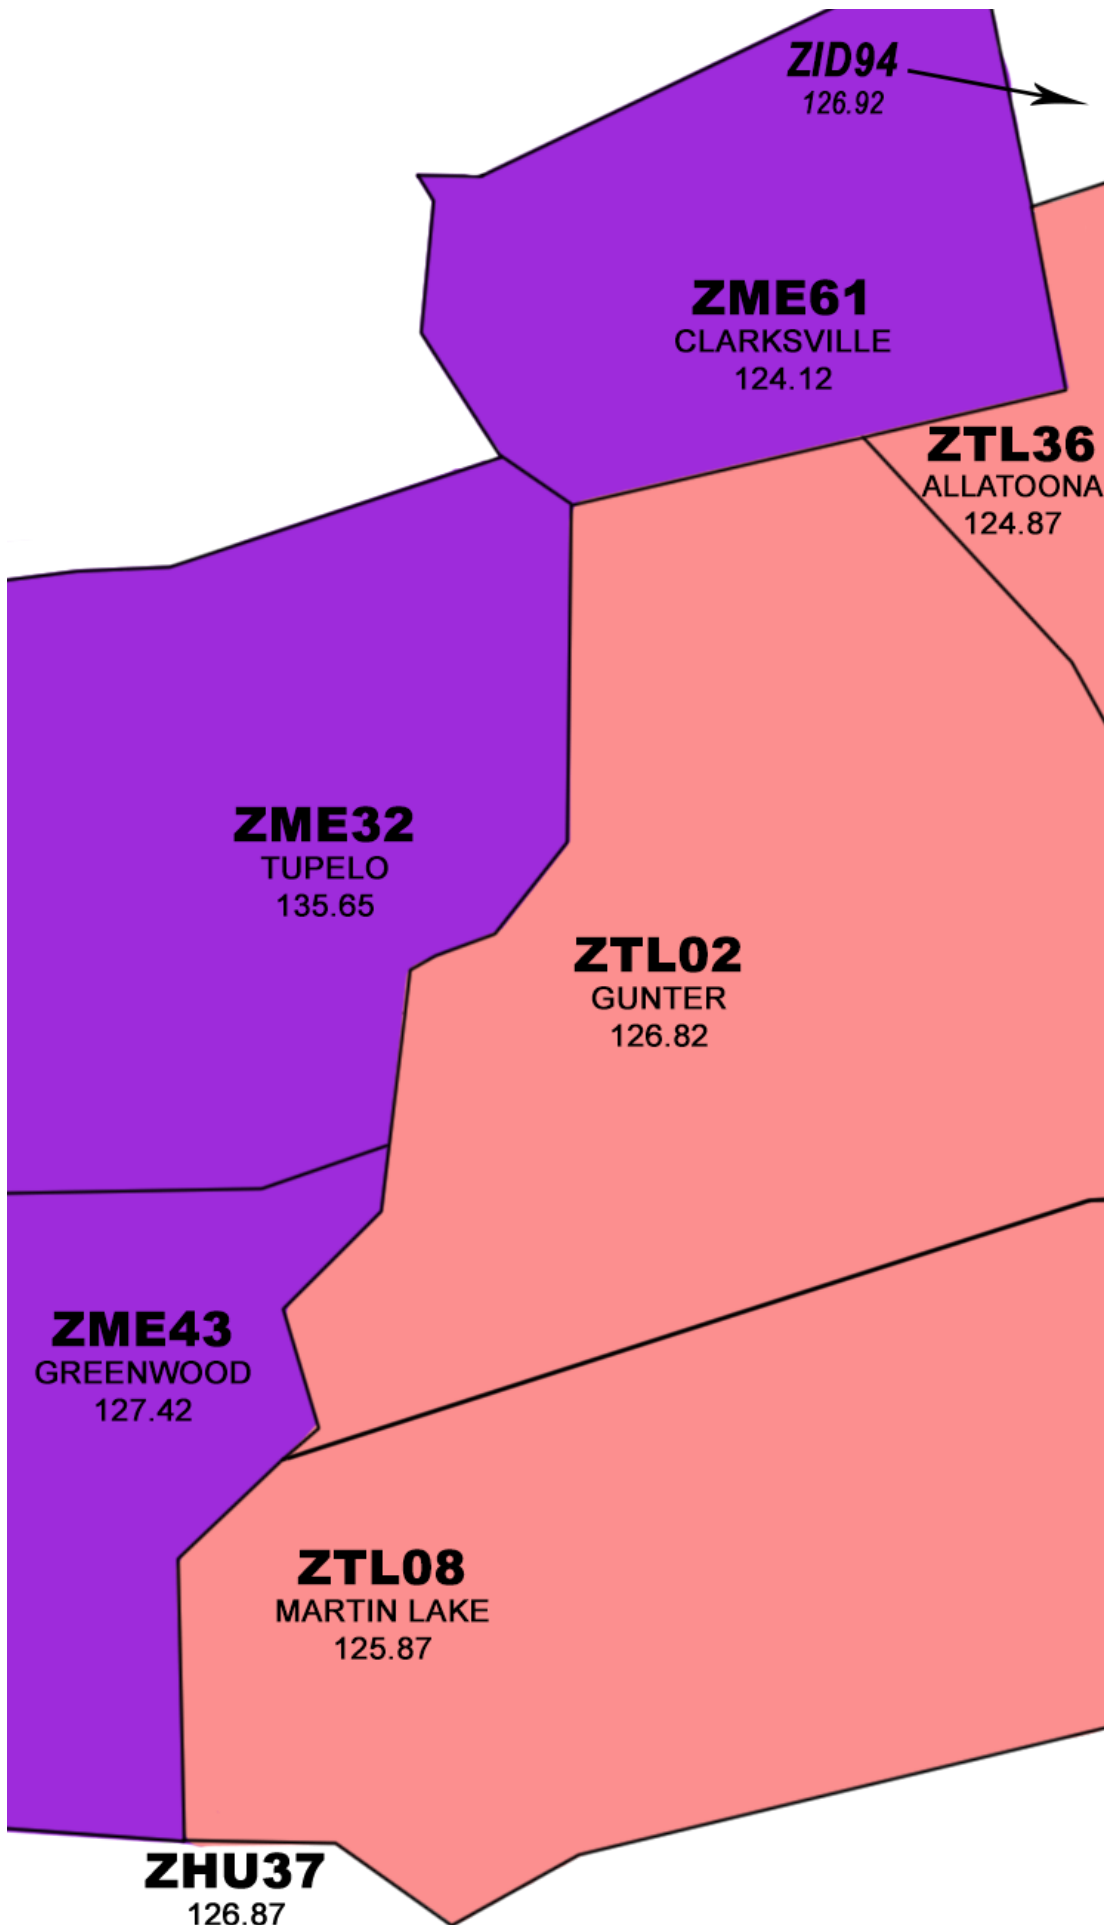 ZID94
126.92
ZME61
CLARKSVILLE
124.12
ZTL36
ALLATOONA
124.87
ZME32
TUPELO
135.65
ZTL02
GUNTER
126.82
ZME43
GREENWOOD
127.42
ZTL08
MARTIN LAKE
125.87
ZHU37
126.87